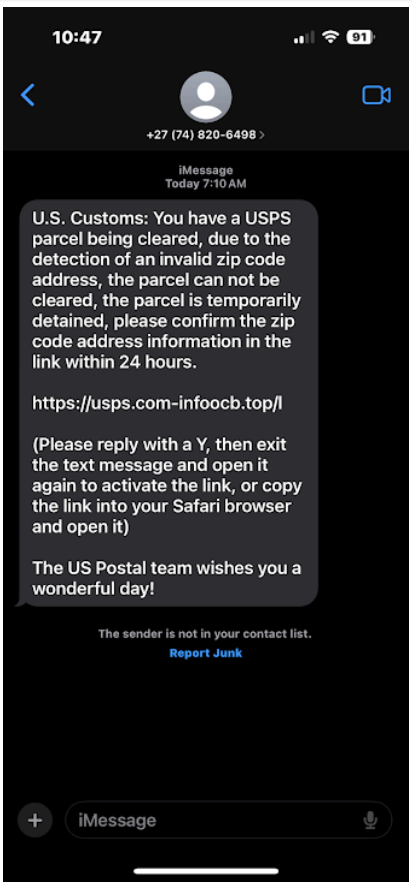 10:47
91
+27 (74) 820-6498 >
iMessage
Today 7:10 AM
U.S. Customs: You have a USPS
parcel being cleared, due to the
detection of an invalid zip code
address, the parcel can not be
cleared, the parcel is temporarily
detained, please confirm the zip
code address information in the
link within 24 hours.
https://usps.com-infoocb.top/l
(Please reply with a Y, then exit
the text message and open it
again to activate the link, or copy
the link into your Safari browser
and open it)
The US Postal team wishes you a
wonderful day!
The sender is not in your contact list.
Report Junk
iMessage